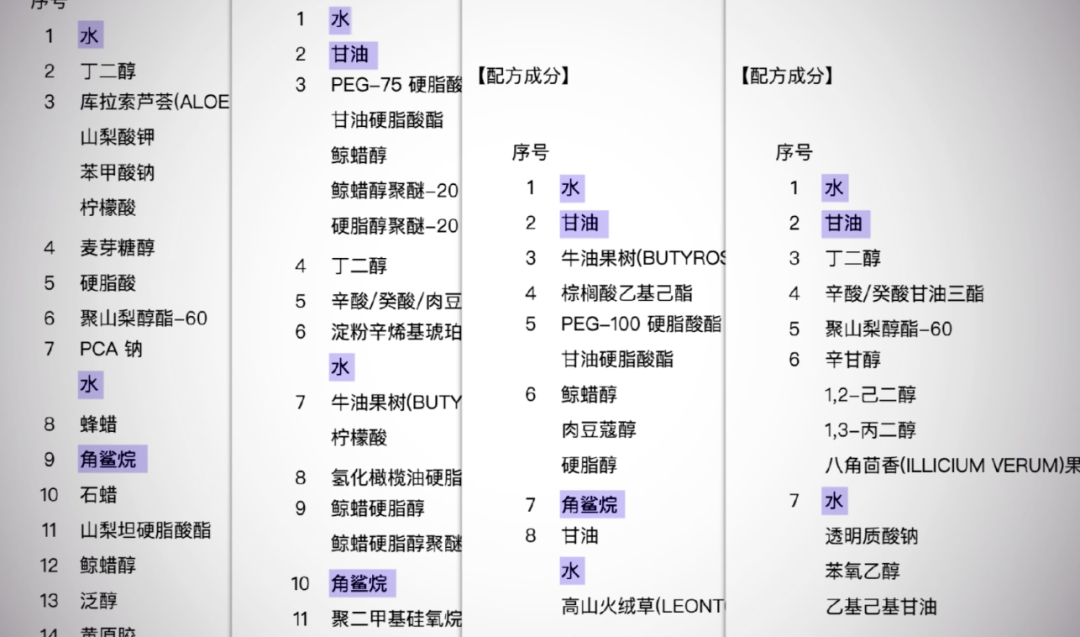 序号
1 水
2 丁二醇
3 库拉索芦荟(ALOE
山梨酸钾
苯甲酸钠
柠檬酸
4 麦芽糖醇
5 硬脂酸
6 聚山梨醇酯-60
7 PCA 钠
水
8 蜂蜡
9 角鲨烷
10 石蜡
11 山梨坦硬脂酸酯
12 鲸蜡醇
13 泛醇
14 黄原胶
1 水
2 甘油
3 PEG-75 硬脂酸
甘油硬脂酸酯
鲸蜡醇
鲸蜡醇聚醚-20
硬脂醇聚醚-20
4 丁二醇
5 辛酸/癸酸/肉豆
6 淀粉辛烯基琥珀
水
7 牛油果树(BUTY
柠檬酸
8 氢化橄榄油硬脂
9 鲸蜡硬脂醇
鲸蜡硬脂醇聚醚
10 角鲨烷
11 聚二甲基硅氧烷
【配方成分】
序号
1 水
2 甘油
3 牛油果树(BUTYROS
4 棕榈酸乙基己酯
5 PEG-100 硬脂酸酯
甘油硬脂酸酯
6 鲸蜡醇
肉豆蔻醇
硬脂醇
7 角鲨烷
8 甘油
水
高山火绒草(LEONT
【配方成分】
序号
1 水
2 甘油
3 丁二醇
4 辛酸/癸酸甘油三酯
5 聚山梨醇酯-60
6 辛甘醇
1,2-己二醇
1,3-丙二醇
八角茴香(ILLICIUM VERUM)果
7 水
透明质酸钠
苯氧乙醇
乙基己基甘油